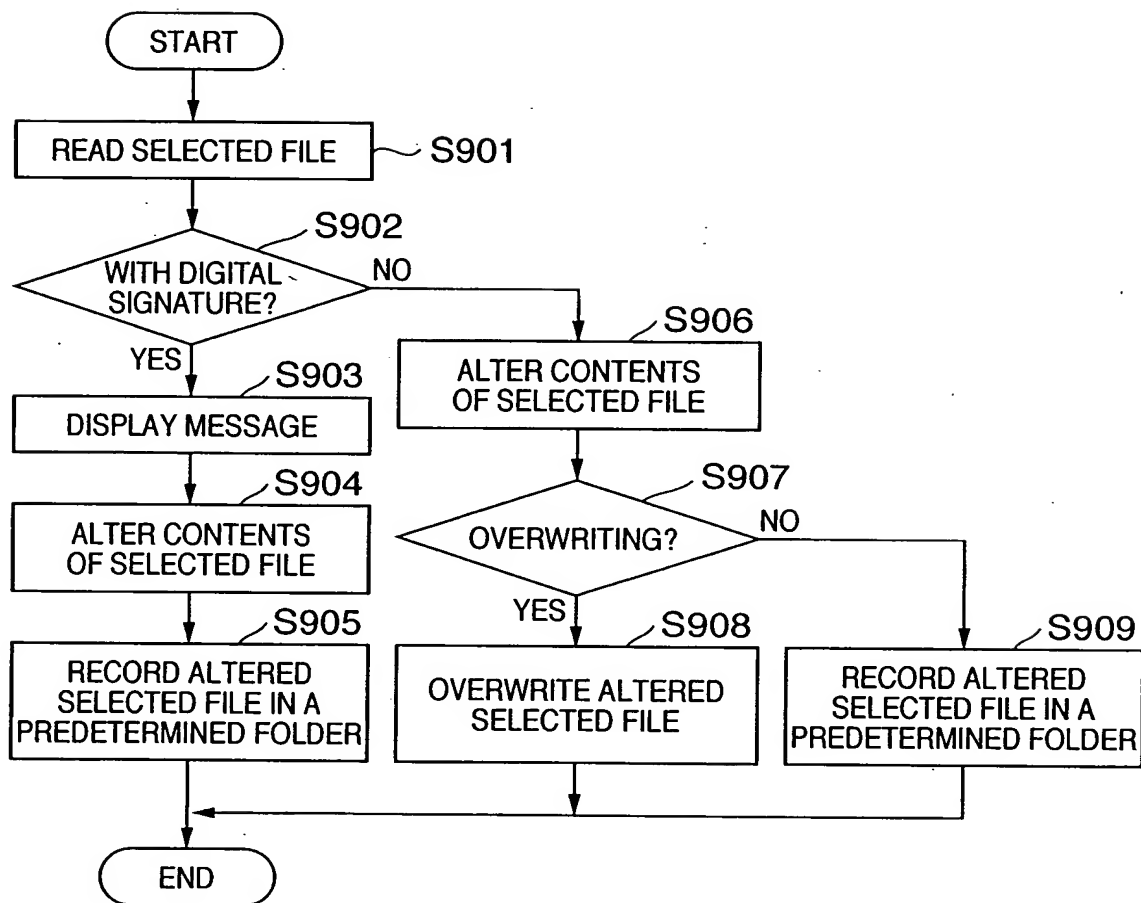 START
READ SELECTED FILE
S901
S902
WITH DIGITAL
SIGNATURE?
NO
YES
S903
DISPLAY MESSAGE
S904
ALTER CONTENTS
OF SELECTED FILE
S905
RECORD ALTERED
SELECTED FILE IN A
PREDETERMINED FOLDER
S906
ALTER CONTENTS
OF SELECTED FILE
S907
OVERWRITING?
NO
YES
S908
OVERWRITE ALTERED
SELECTED FILE
S909
RECORD ALTERED
SELECTED FILE IN A
PREDETERMINED FOLDER
END